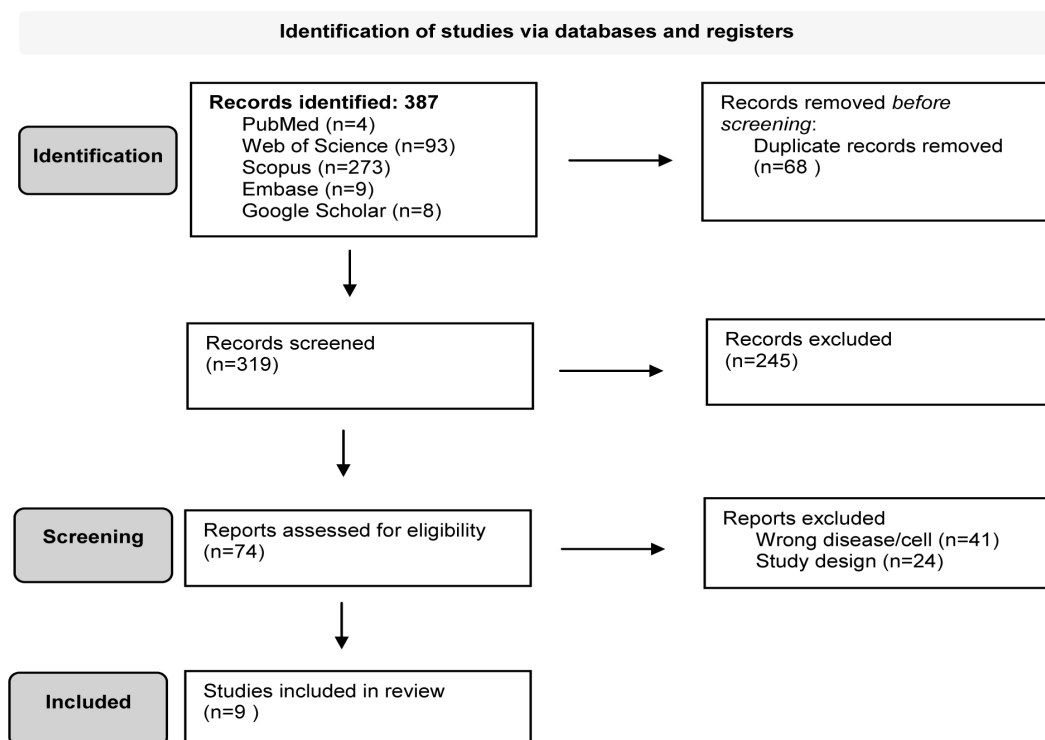 Identification of studies via databases and registers
Identification
Records identified: 387
PubMed (n=4)
Web of Science (n=93)
Scopus (n=273)
Embase (n=9)
Google Scholar (n=8)
Records removed before
screening:
Duplicate records removed
(n=68 )
Records screened
(n=319)
Records excluded
(n=245)
Screening
Reports assessed for eligibility
(n=74)
Reports excluded
Wrong disease/cell (n=41)
Study design (n=24)
Included
Studies included in review
(n=9 )